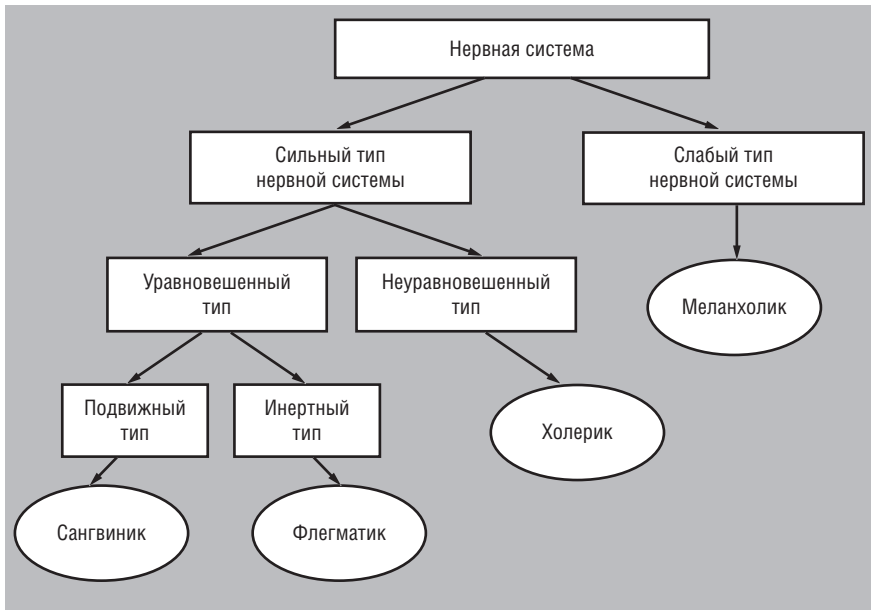 Нервная система
Сильный тип
нервной системы
Слабый тип
нервной системы
Уравновешенный
тип
Неуравновешенный
тип
Меланхолик
Подвижный
тип
Инертный
тип
Холерик
Сангвиник
Флегматик